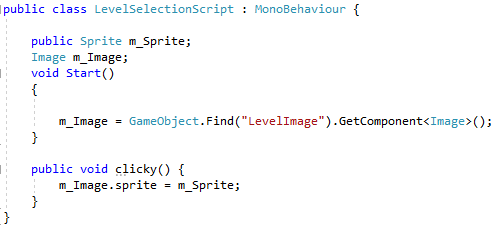 public class LevelSelectionScript : MonoBehaviour {
public Sprite m_Sprite;
Image m_Image;
void Start()
{
m_Image = GameObject.Find("LevelImage").GetComponent<Image>();
}
public void clicky() {
m_Image.sprite = m_Sprite;
}
}